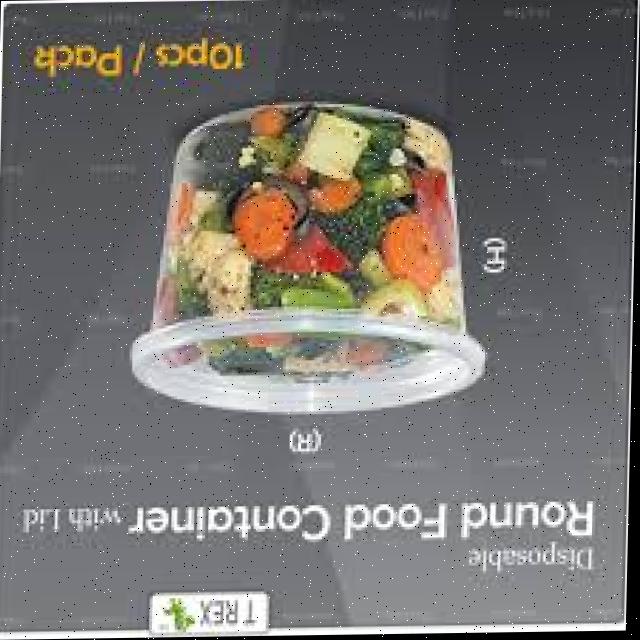 T REX
Disposable
Round Food Container with Lid
(R)
(H)
10pcs / Pack